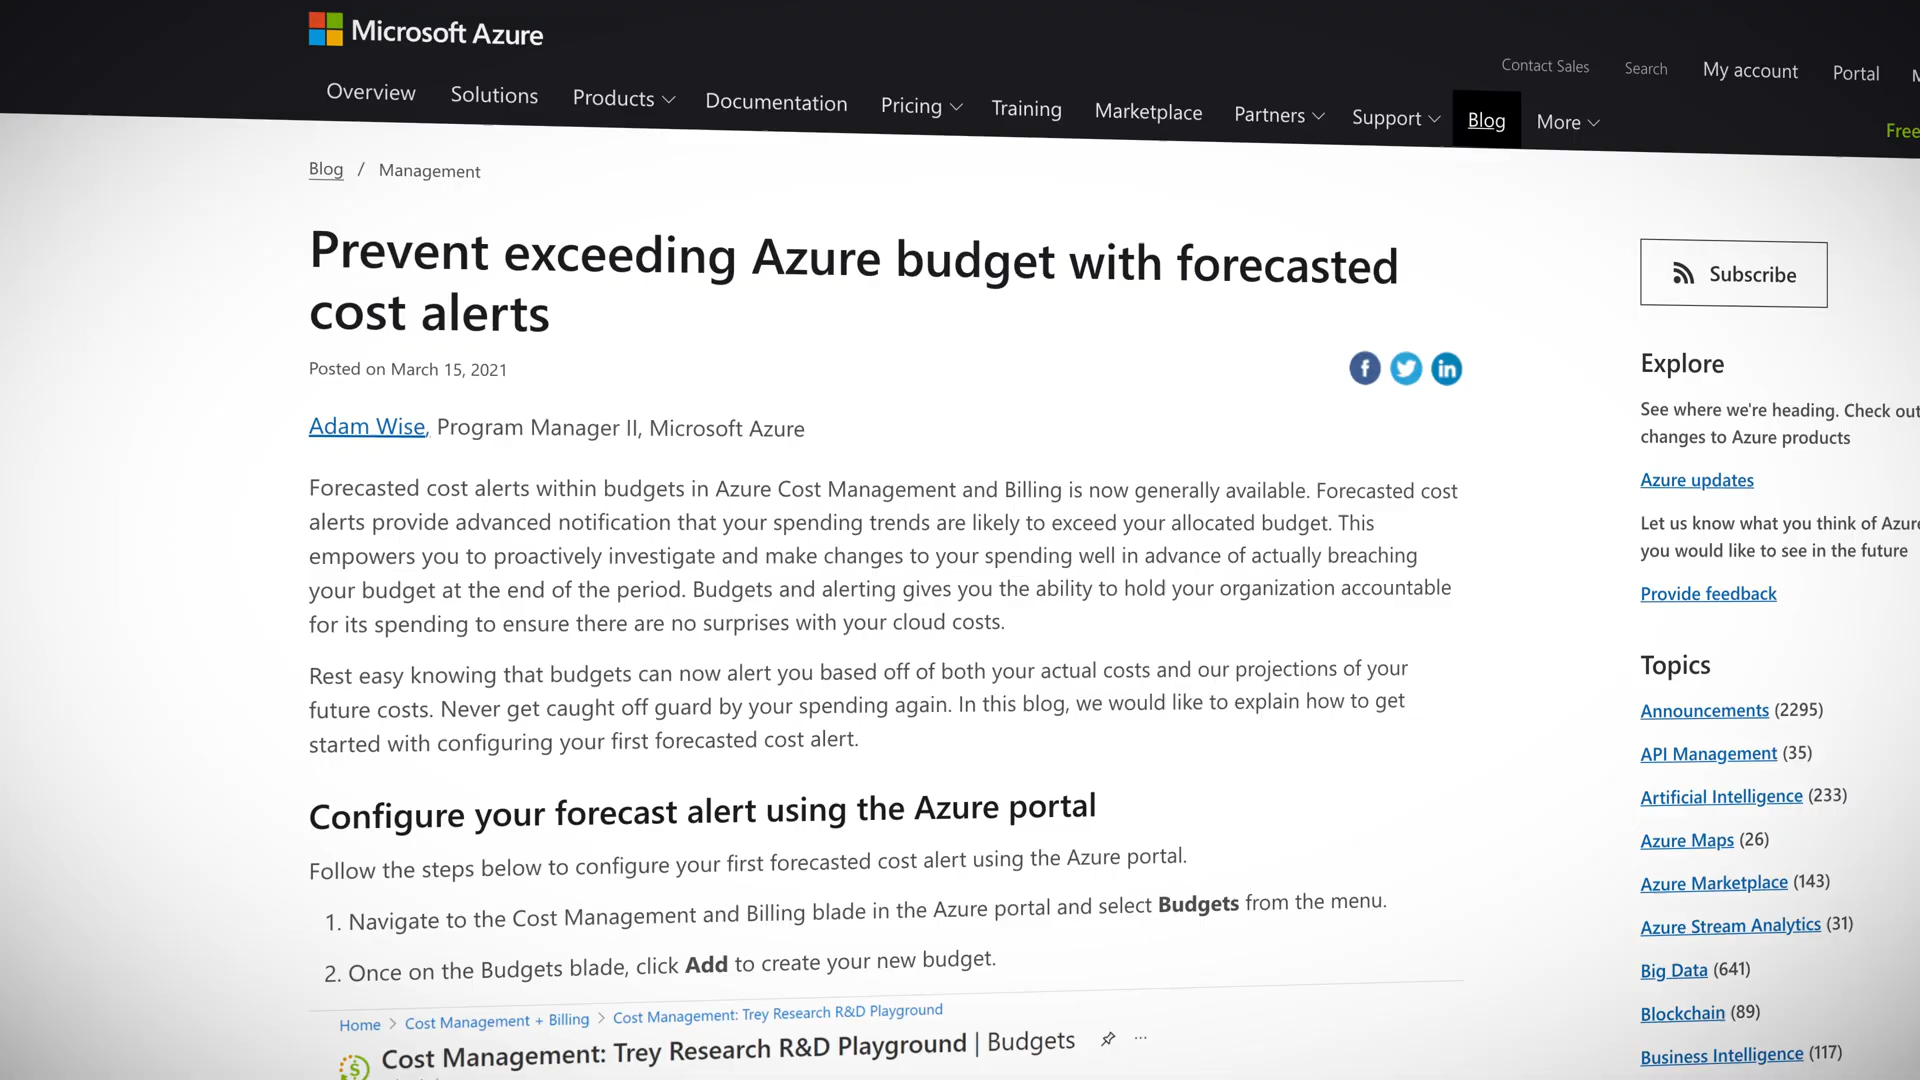 Microsoft Azure
Contact Sales Search My account Portal
Overview Solutions Products Documentation Pricing Training Marketplace Partners Support Blog More
Free
Blog / Management
Prevent exceeding Azure budget with forecasted
cost alerts
Posted on March 15, 2021
Adam Wise, Program Manager II, Microsoft Azure
Forecasted cost alerts within budgets in Azure Cost Management and Billing is now generally available. Forecasted cost
alerts provide advanced notification that your spending trends are likely to exceed your allocated budget. This
empowers you to proactively investigate and make changes to your spending well in advance of actually breaching
your budget at the end of the period. Budgets and alerting gives you the ability to hold your organization accountable
for its spending to ensure there are no surprises with your cloud costs.
Rest easy knowing that budgets can now alert you based off of both your actual costs and our projections of your
future costs. Never get caught off guard by your spending again. In this blog, we would like to explain how to get
started with configuring your first forecasted cost alert.
Configure your forecast alert using the Azure portal
Follow the steps below to configure your first forecasted cost alert using the Azure portal.
1. Navigate to the Cost Management and Billing blade in the Azure portal and select Budgets from the menu.
2. Once on the Budgets blade, click Add to create your new budget.
Home > Cost Management + Billing > Cost Management: Trey Research R&D Playground
Cost Management: Trey Research R&D Playground | Budgets ...
Subscribe
Explore
See where we're heading. Check out
changes to Azure products
Azure updates
Let us know what you think of Azure
you would like to see in the future
Provide feedback
Topics
Announcements (2295)
API Management (35)
Artificial Intelligence (233)
Azure Maps (26)
Azure Marketplace (143)
Azure Stream Analytics (31)
Big Data (641)
Blockchain (89)
Business Intelligence (117)